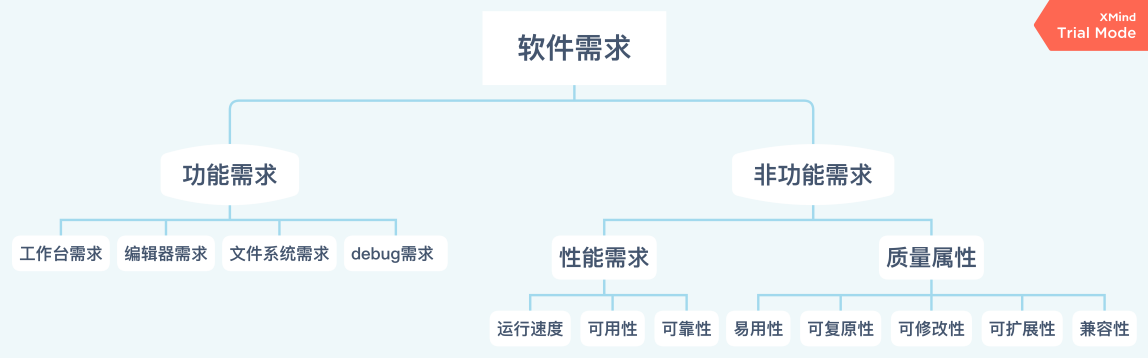 XMind
Trial Mode
软件需求
功能需求
非功能需求
工作台需求
编辑器需求
文件系统需求
debug需求
性能需求
质量属性
运行速度
可用性
可靠性
易用性
可复原性
可修改性
可扩展性
兼容性